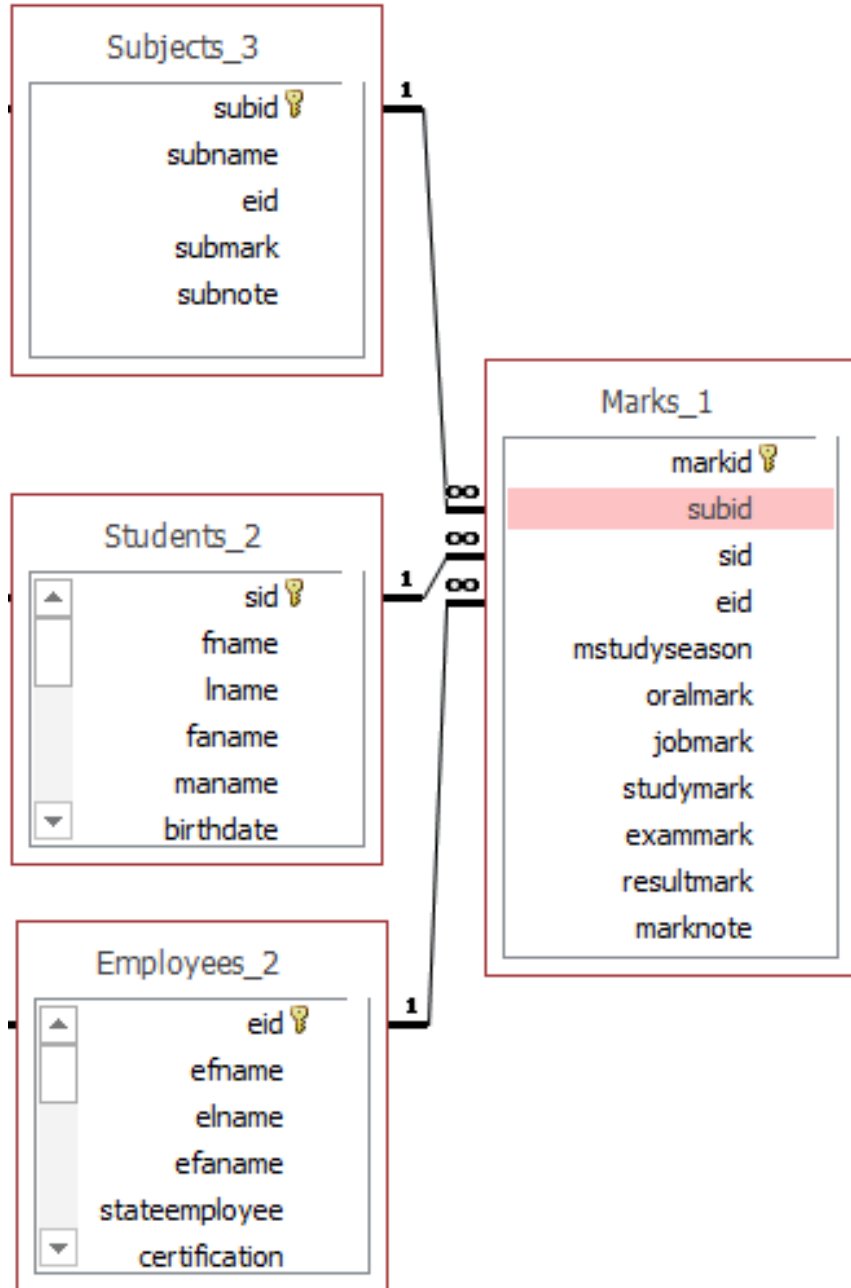 Subjects_3
subid
subname
eid
submark
subnote
1
Students_2
sid
fname
lname
faname
maname
birthdate
1
Employees_2
eid
efname
elname
efaname
stateemployee
certification
1
Marks_1
markid
∞
subid
∞
sid
∞
eid
mstudyseason
oralmark
jobmark
studymark
exammark
resultmark
marknote